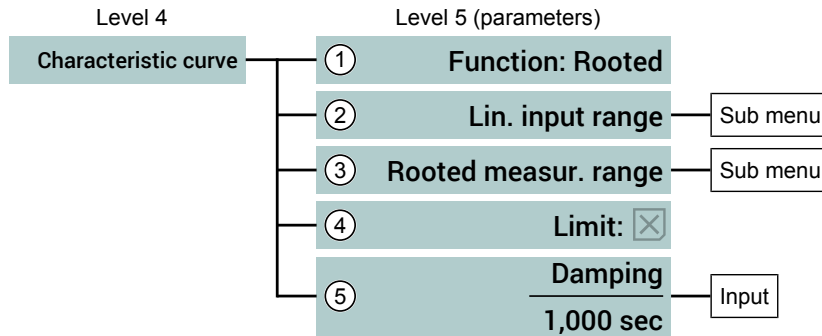 Level 4
Level 5 (parameters)
Characteristic curve
1
Function: Rooted
2
Lin. input range
Sub menu
3
Rooted measur. range
Sub menu
4
Limit:
5
Damping
1,000 sec
Input